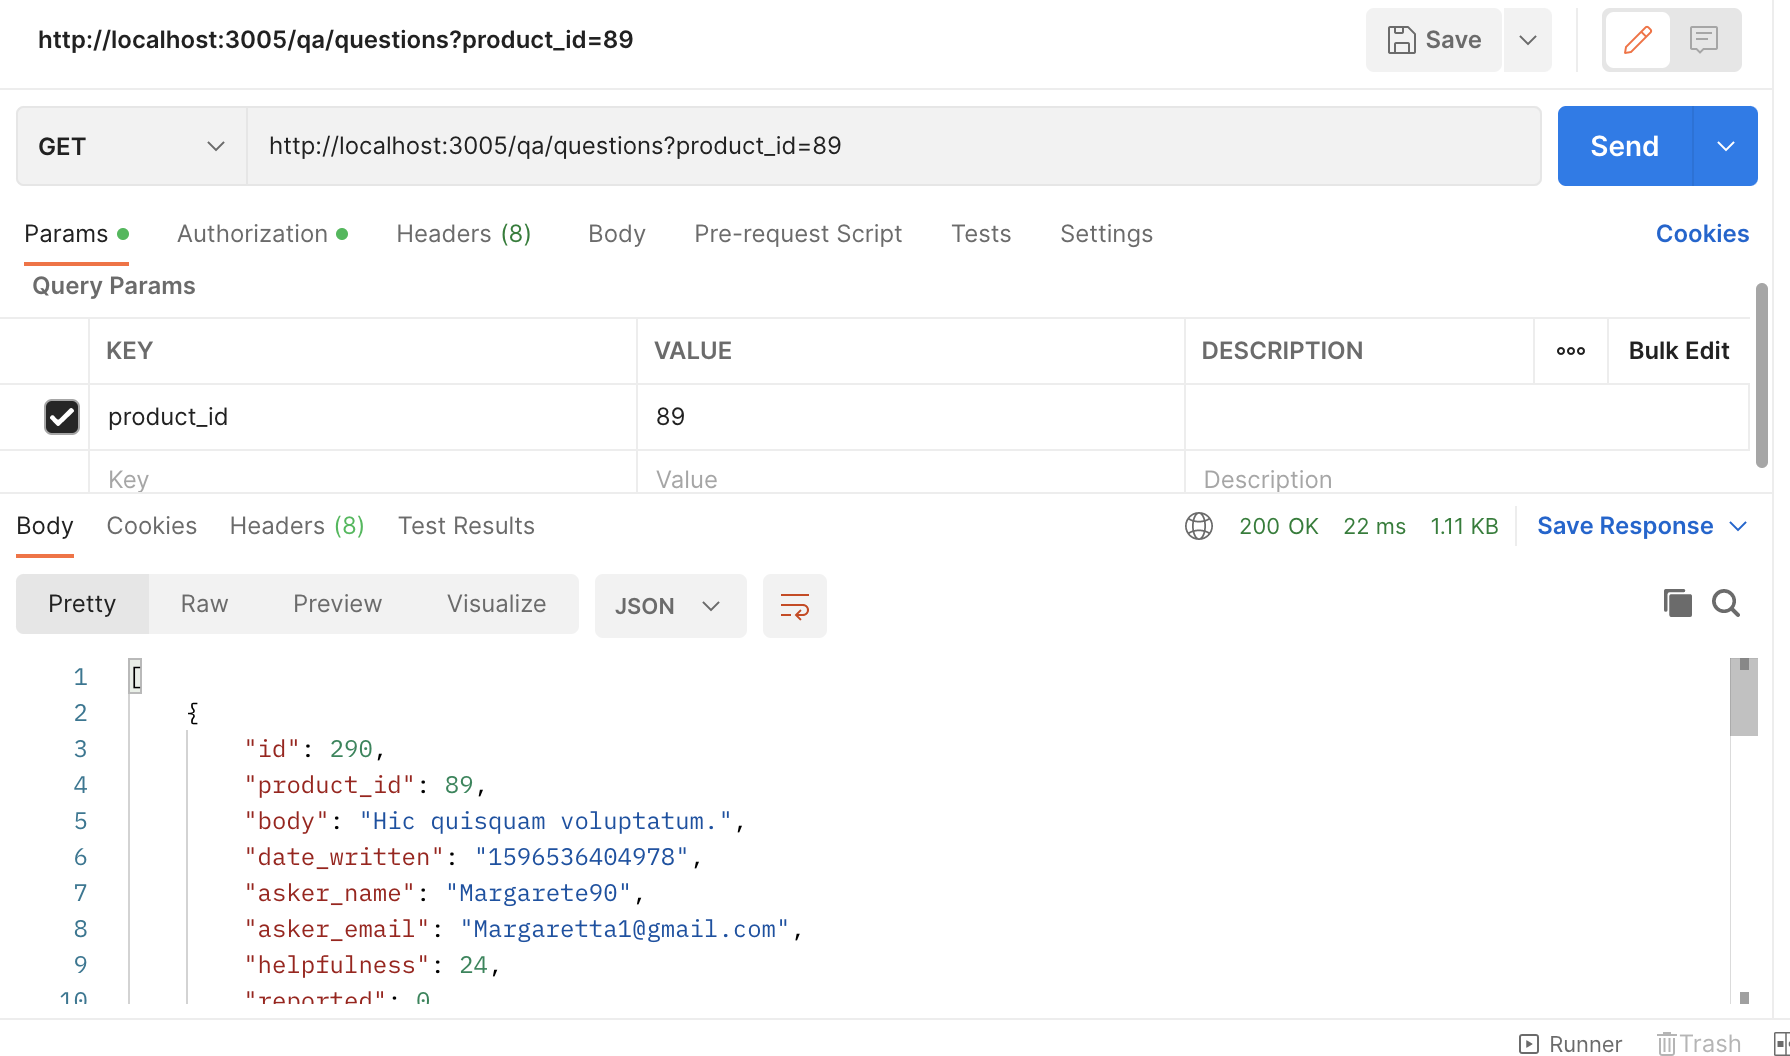 http://localhost:3005/qa/questions?product_id=89
Save
GET
http://localhost:3005/qa/questions?product_id=89
Send
Params
Authorization
Headers (8)
Body
Pre-request Script
Tests
Settings
Cookies
Query Params
KEY
VALUE
DESCRIPTION
Bulk Edit
product_id
89
Key
Value
Description
Body
Cookies
Headers (8)
Test Results
200 OK
22 ms
1.11 KB
Save Response
Pretty
Raw
Preview
Visualize
JSON
1 [
2 {
3 "id": 290,
4 "product_id": 89,
5 "body": "Hic quisquam voluptatum.",
6 "date_written": "1596536404978",
7 "asker_name": "Margarete90",
8 "asker_email": "Margaretta1@gmail.com",
9 "helpfulness": 24,
10 "reported": 0
Runner
Trash